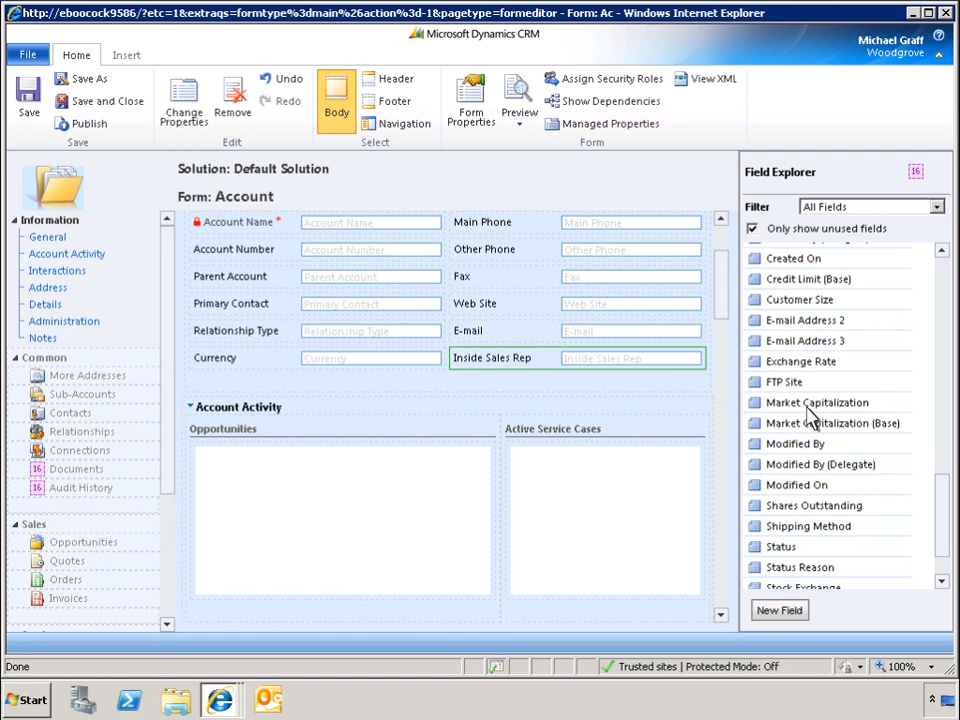 http://eboocock9586/?etc=1&extraqs=formtype%3dmain%26action%3d-1&pagetype=formeditor - Form: Ac - Windows Internet Explorer
Microsoft Dynamics CRM
Michael Graff
Woodgrove
File
Home
Insert
Save
Save As
Save and Close
Publish
Save
Change Properties
Remove
Undo
Redo
Edit
Body
Header
Footer
Navigation
Select
Form Properties
Preview
Assign Security Roles
Show Dependencies
Managed Properties
View XML
Form
Information
General
Account Activity
Interactions
Address
Details
Administration
Notes
Common
More Addresses
Sub-Accounts
Contacts
Relationships
Connections
16 Documents
16 Audit History
Sales
Opportunities
Quotes
Orders
Invoices
Solution: Default Solution
Form: Account
Account Name * Account Name Main Phone Main Phone
Account Number Account Number Other Phone Other Phone
Parent Account Parent Account Fax Fax
Primary Contact Primary Contact Web Site Web Site
Relationship Type Relationship Type E-mail E-mail
Currency Currency Inside Sales Rep Inside Sales Rep
Account Activity
Opportunities Active Service Cases
Field Explorer 16
Filter All Fields
Only show unused fields
Created On
Credit Limit (Base)
Customer Size
E-mail Address 2
E-mail Address 3
Exchange Rate
FTP Site
Market Capitalization
Market Capitalization (Base)
Modified By
Modified By (Delegate)
Modified On
Shares Outstanding
Shipping Method
Status
Status Reason
Stock Exchange
New Field
Done
Trusted sites | Protected Mode: Off
100%
Start